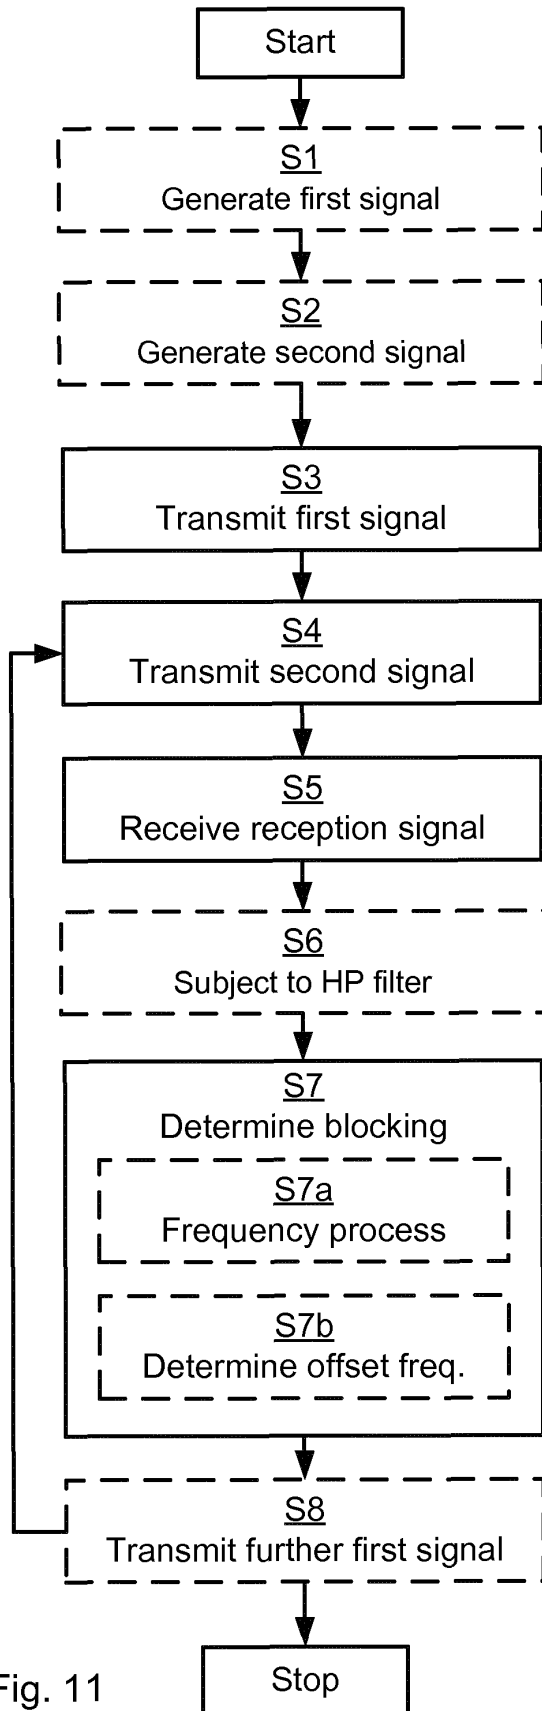 Start
S1
Generate first signal
S2
Generate second signal
S3
Transmit first signal
S4
Transmit second signal
S5
Receive reception signal
S6
Subject to HP filter
S7
Determine blocking
S7a
Frequency process
S7b
Determine offset freq.
S8
Transmit further first signal
Stop
Fig. 11